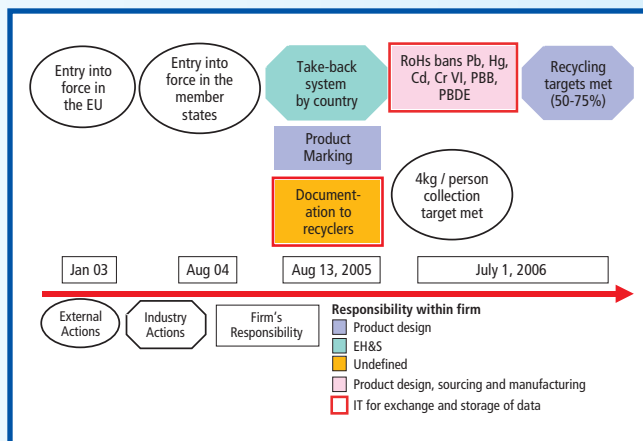 Entry into
force in
the EU
Entry into
force in the
member
states
Take-back
system
by country
RoHs bans Pb, Hg,
Cd, Cr VI, PBB,
PBDE
Recycling
targets met
(50-75%)
Product
Marking
Document-
ation to
recyclers
4kg / person
collection
target met
Jan 03
Aug 04
Aug 13, 2005
July 1, 2006
External
Actions
Industry
Actions
Firm's
Responsibility
Responsibility within firm
Product design
EH&S
Undefined
Product design, sourcing and manufacturing
IT for exchange and storage of data